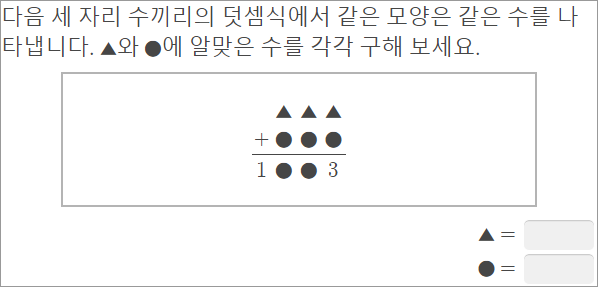 다음 세 자리 수끼리의 덧셈식에서 같은 모양은 같은 수를 나
타냅니다. ▲와 ●에 알맞은 수를 각각 구해 보세요.
▲ ▲ ▲
+ ● ● ●
1 ● ● 3
▲ =
● =